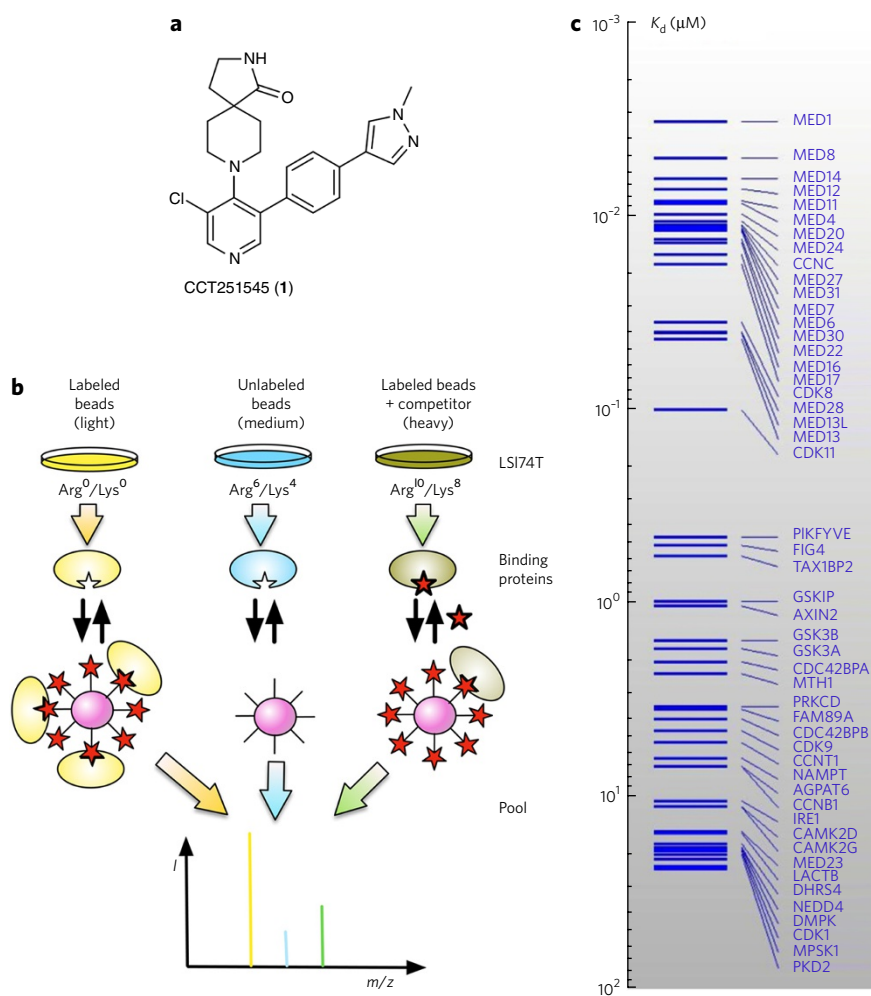 a
NH
O
N
N
N
Cl
N
CCT251545 (1)
b
Labeled
beads
(light)
Unlabeled
beads
(medium)
Labeled beads
+ competitor
(heavy)
LSI74T
Arg⁰/Lys⁰
Arg⁶/Lys⁴
Arg¹⁰/Lys⁸
Binding
proteins
Pool
I
m/z
c
Kd (μM)
10⁻³
10⁻²
10⁻¹
10⁰
10¹
10²
MED1
MED8
MED14
MED12
MED11
MED4
MED20
MED24
CCNC
MED27
MED31
MED7
MED6
MED30
MED22
MED16
MED17
CDK8
MED28
MED13L
MED13
CDK11
PIKFYVE
FIG4
TAX1BP2
GSKIP
AXIN2
GSK3B
GSK3A
CDC42BPA
MTH1
PRKCD
FAM89A
CDC42BPB
CDK9
CCNT1
NAMPT
AGPAT6
CCNB1
IRE1
CAMK2D
CAMK2G
MED23
LACTB
DHRS4
NEDD4
DMPK
CDK1
MPSK1
PKD2